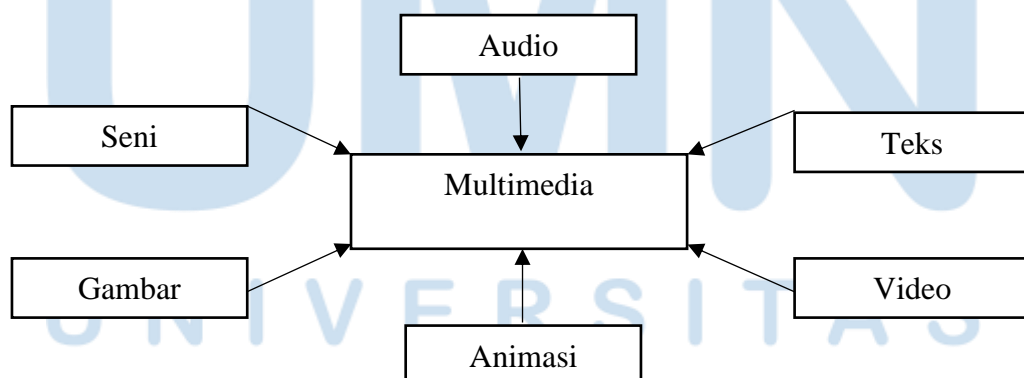 Audio
Seni
Teks
Multimedia
Gambar
Video
Animasi
UMN
UNIVERSITAS